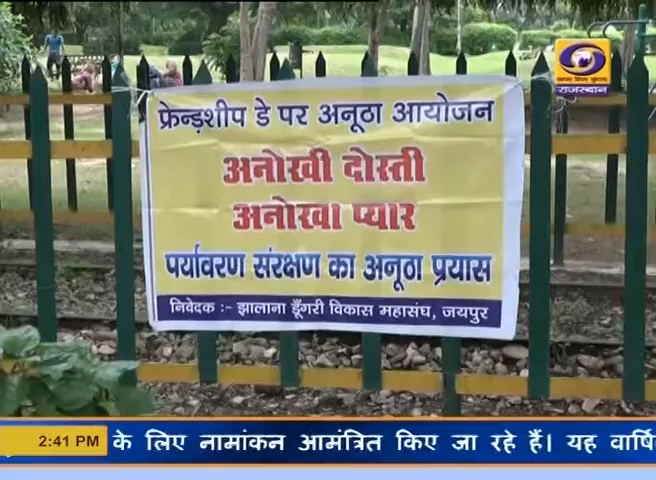 फ्रेन्ड्शीप डे पर अनूठा आयोजन
अनोखी दोस्ती
अनोखा प्यार
पर्यावरण संरक्षण का अनूठा प्रयास
निवेदक :- झालाना डूँगरी विकास महासंघ, जयपुर
राजस्थान
2:41 PM
के लिए नामांकन आमंत्रित किए जा रहे हैं। यह वार्षि